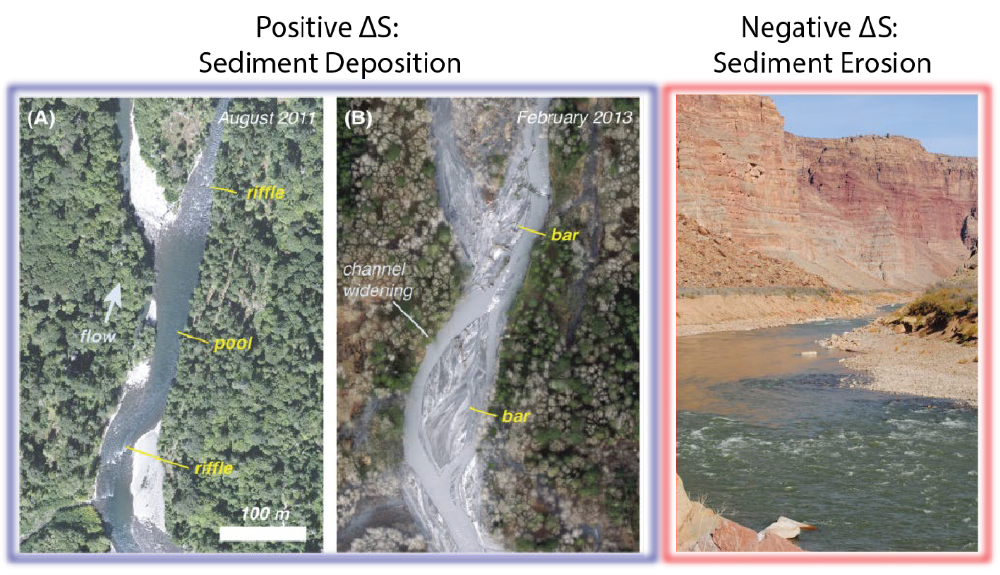 Positive ΔS:
Sediment Deposition
Negative ΔS:
Sediment Erosion
(A)
August 2011
riffle
flow
pool
riffle
100 m
(B)
February 2013
bar
channel
widening
bar